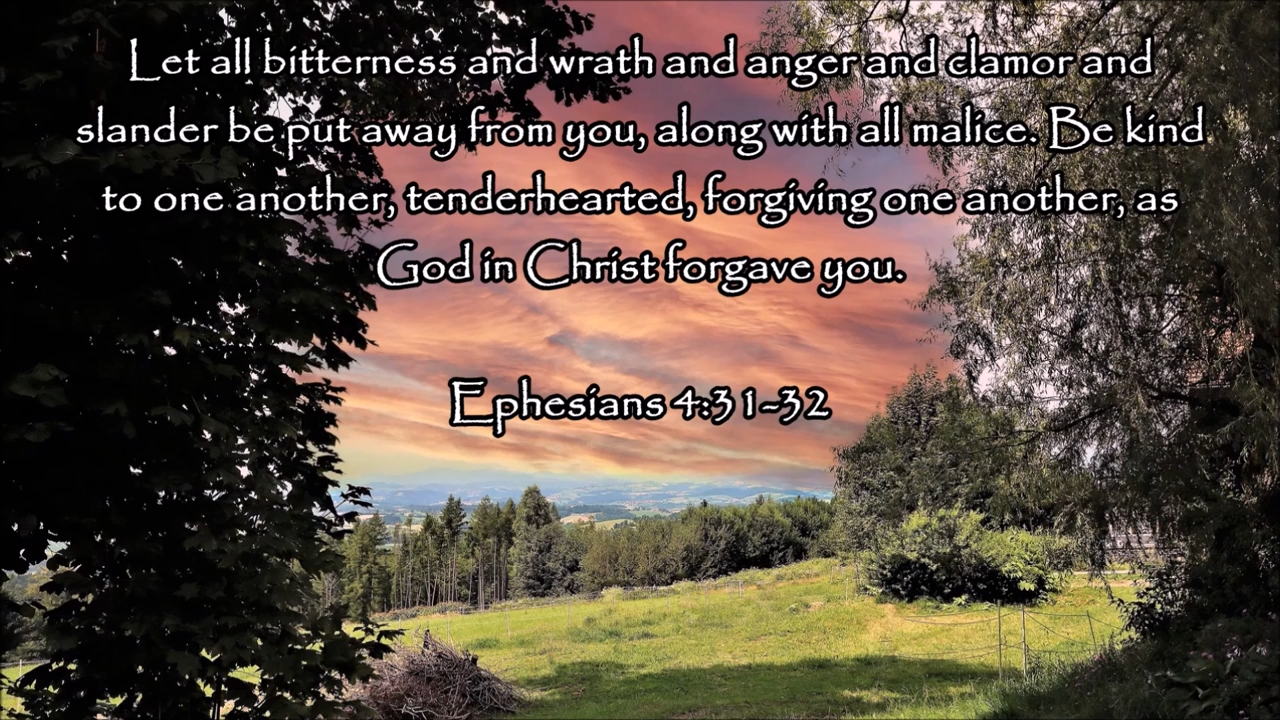 Let all bitterness and wrath and anger and clamor and
slander be put away from you, along with all malice. Be kind
to one another, tenderhearted, forgiving one another, as
God in Christ forgave you.
Ephesians 4:31-32